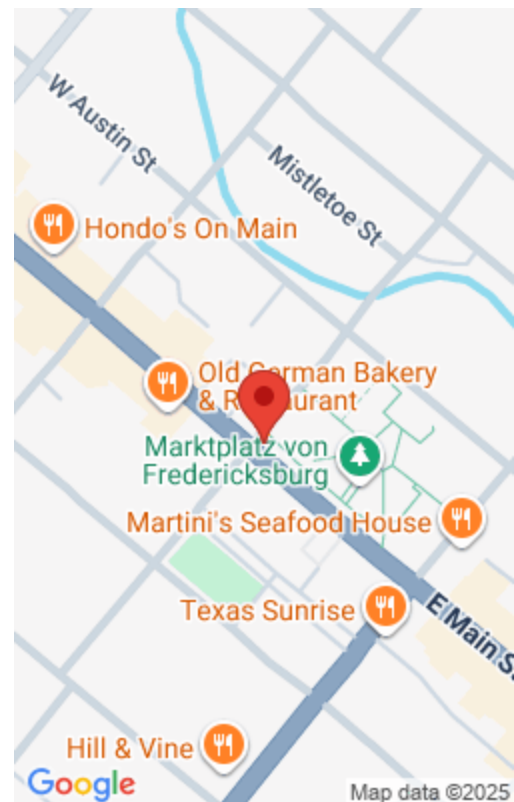 W Austin St
Mistletoe St
Hondo's On Main
Old German Bakery
& Restaurant
Marktplatz von
Fredericksburg
Martini's Seafood House
Texas Sunrise
E Main St
Hill & Vine
Google
Map data ©2025